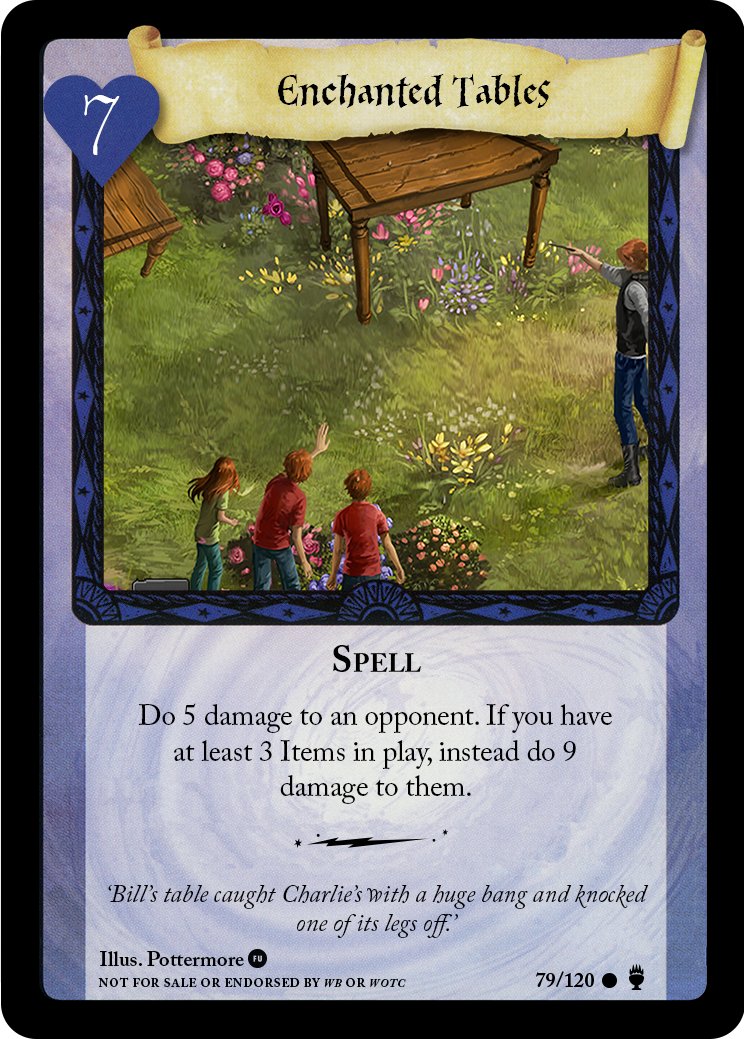 Enchanted Tables
7
SPELL
Do 5 damage to an opponent. If you have
at least 3 Items in play, instead do 9
damage to them.
‘Bill’s table caught Charlie’s with a huge bang and knocked
one of its legs off.’
Illus. Pottermore FU
NOT FOR SALE OR ENDORSED BY WB OR WOTC
79/120